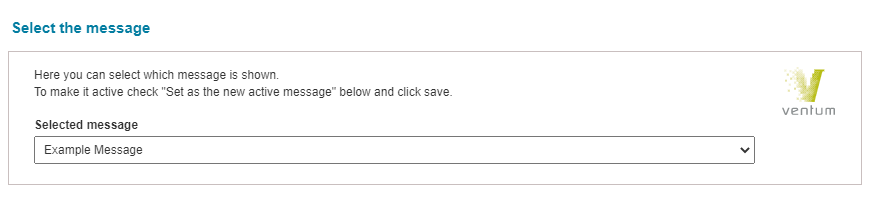 Select the message
Here you can select which message is shown.
To make it active check "Set as the new active message" below and click save.
ventum
Selected message
Example Message